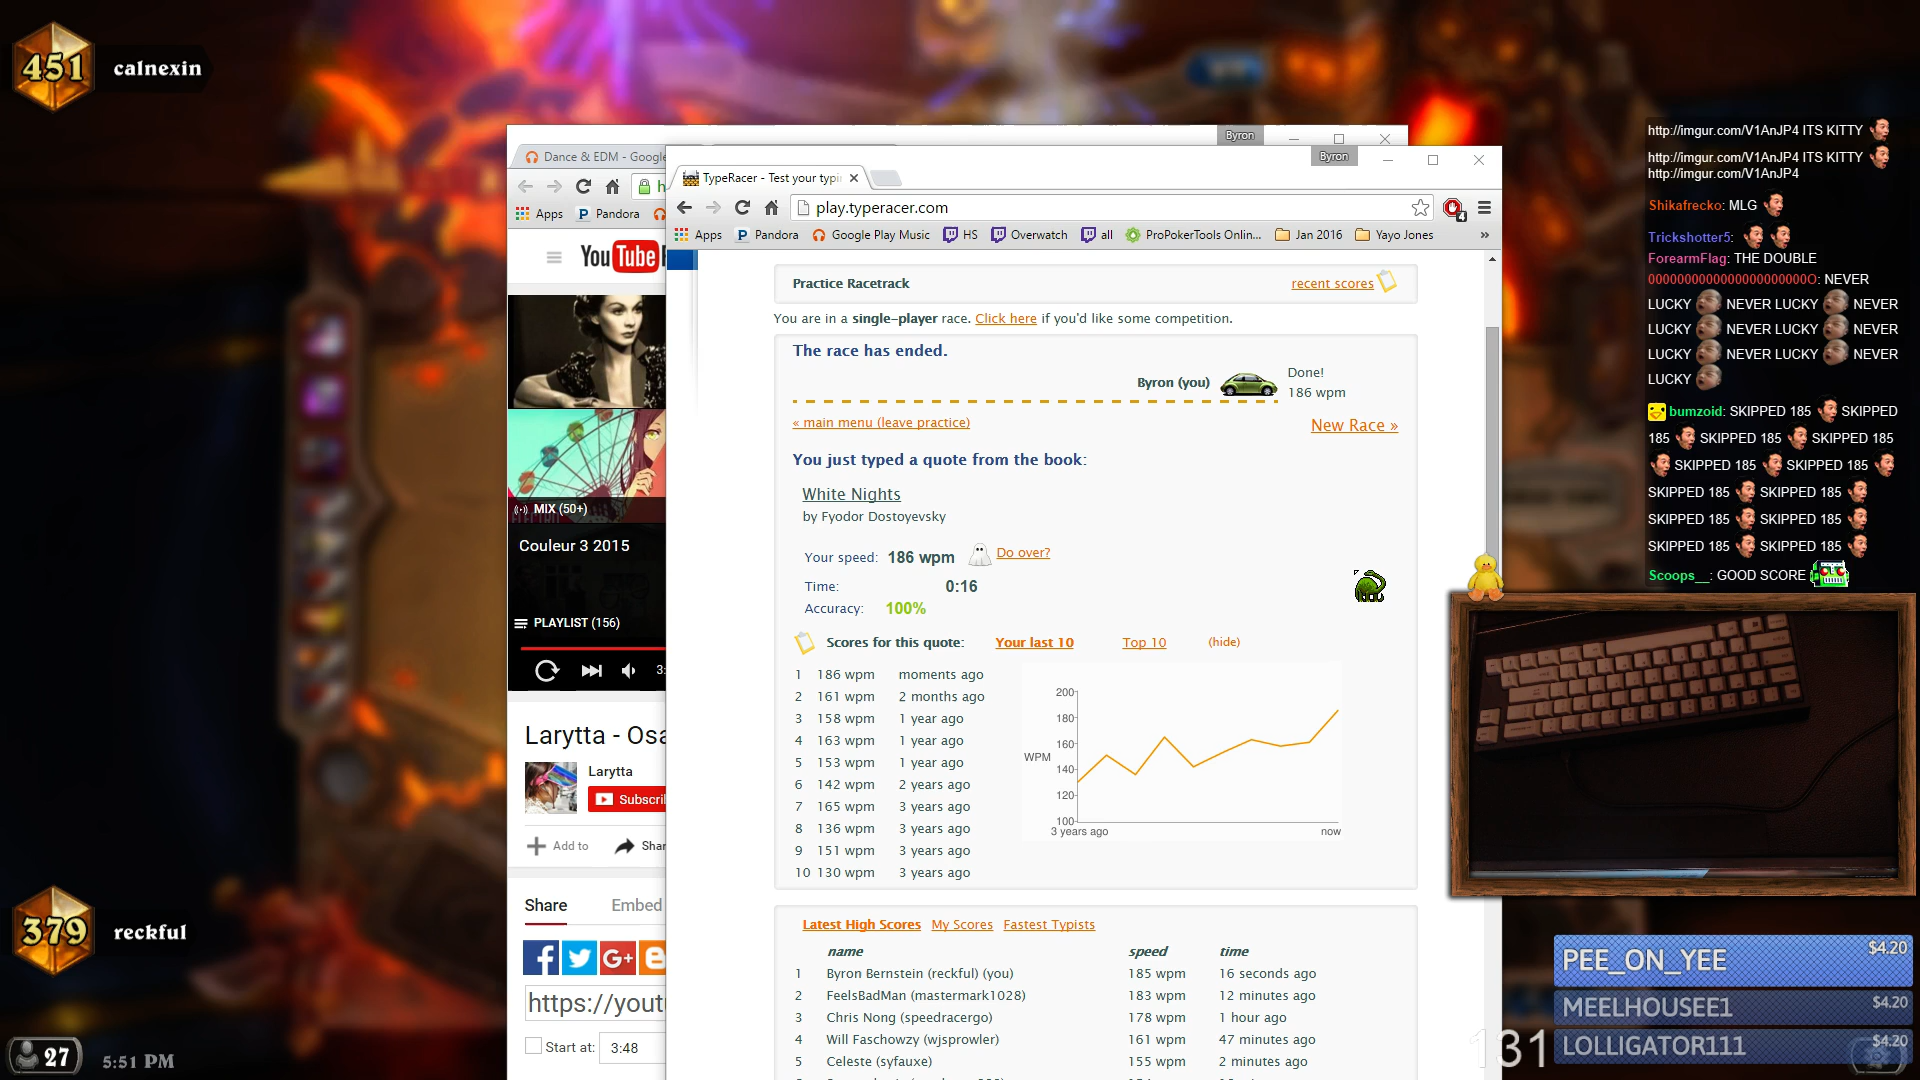 451 calnexin
Byron
Dance & EDM - Google
Byron
TypeRacer - Test your typi
play.typeracer.com
4
Apps Pandora
Apps Pandora Google Play Music HS Overwatch all ProPokerTools Onlin... Jan 2016 Yayo Jones »
YouTube
Practice Racetrack
recent scores
You are in a single-player race. Click here if you'd like some competition.
The race has ended.
Byron (you)
Done!
186 wpm
« main menu (leave practice)
New Race »
You just typed a quote from the book:
White Nights
by Fyodor Dostoyevsky
Your speed: 186 wpm Do over?
Time: 0:16
Accuracy: 100%
Scores for this quote: Your last 10 Top 10 (hide)
1 186 wpm moments ago
2 161 wpm 2 months ago
3 158 wpm 1 year ago
4 163 wpm 1 year ago
5 153 wpm 1 year ago
6 142 wpm 2 years ago
7 165 wpm 3 years ago
8 136 wpm 3 years ago
9 151 wpm 3 years ago
10 130 wpm 3 years ago
200
180
160
WPM
140
120
100
3 years ago now
Latest High Scores My Scores Fastest Typists
name speed time
1 Byron Bernstein (reckful) (you) 185 wpm 16 seconds ago
2 FeelsBadMan (mastermark1028) 183 wpm 12 minutes ago
3 Chris Nong (speedracergo) 178 wpm 1 hour ago
4 Will Faschowzy (wjsprowler) 161 wpm 47 minutes ago
5 Celeste (syfauxe) 155 wpm 2 minutes ago
MIX (50+)
Couleur 3 2015
PLAYLIST (156)
3:
Larytta - Osa
Larytta
Subscri
Add to Shar
Share Embed
https://yout
Start at: 3:48
379 reckful
27 5:51 PM
http://imgur.com/V1AnJP4 ITS KITTY
http://imgur.com/V1AnJP4 ITS KITTY
http://imgur.com/V1AnJP4
Shikafrecko: MLG
Trickshotter5:
ForearmFlag: THE DOUBLE
: NEVER
LUCKY NEVER LUCKY NEVER
LUCKY NEVER LUCKY NEVER
LUCKY NEVER LUCKY NEVER
LUCKY
bumzoid: SKIPPED 185 SKIPPED
185 SKIPPED 185 SKIPPED 185
SKIPPED 185 SKIPPED 185
SKIPPED 185 SKIPPED 185
SKIPPED 185 SKIPPED 185
SKIPPED 185 SKIPPED 185
Scoops__: GOOD SCORE
PEE_ON_YEE $4.20
MEELHOUSEE1 $4.20
LOLLIGATOR111 $4.20
131